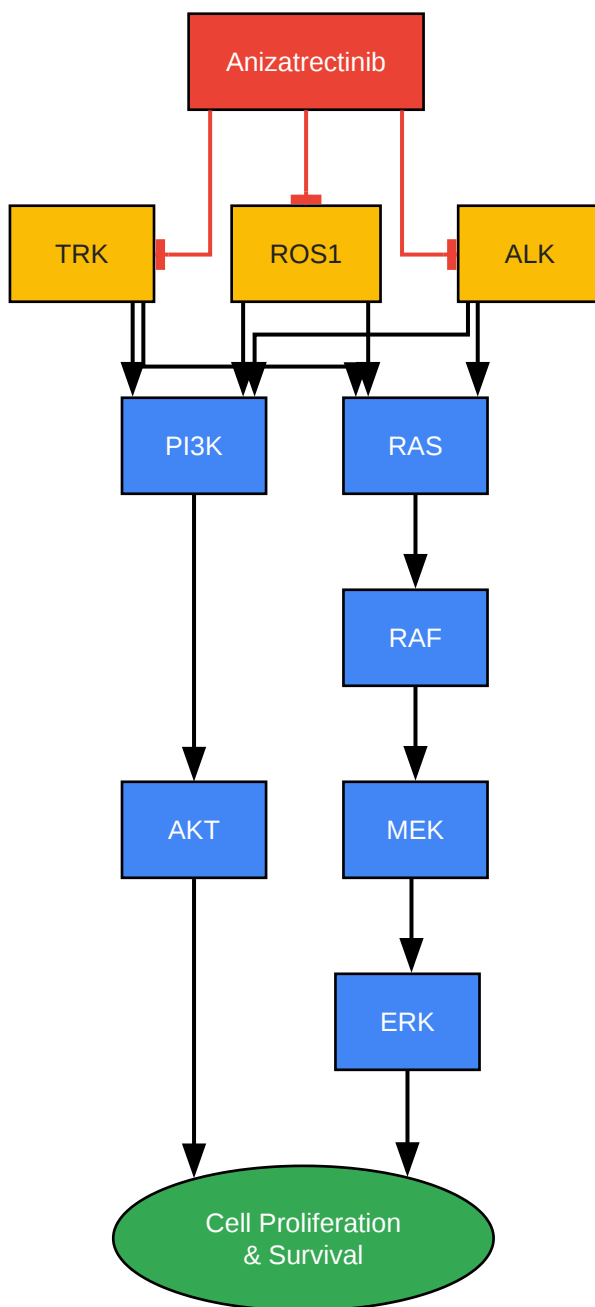 Anizatrectinib
TRK
ROS1
ALK
PI3K
RAS
RAF
AKT
MEK
ERK
Cell Proliferation
& Survival